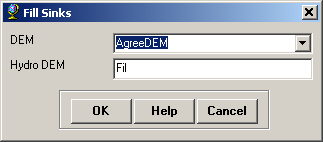 Fill Sinks
DEM
AgreeDEM
Hydro DEM
Fil
OK Help Cancel